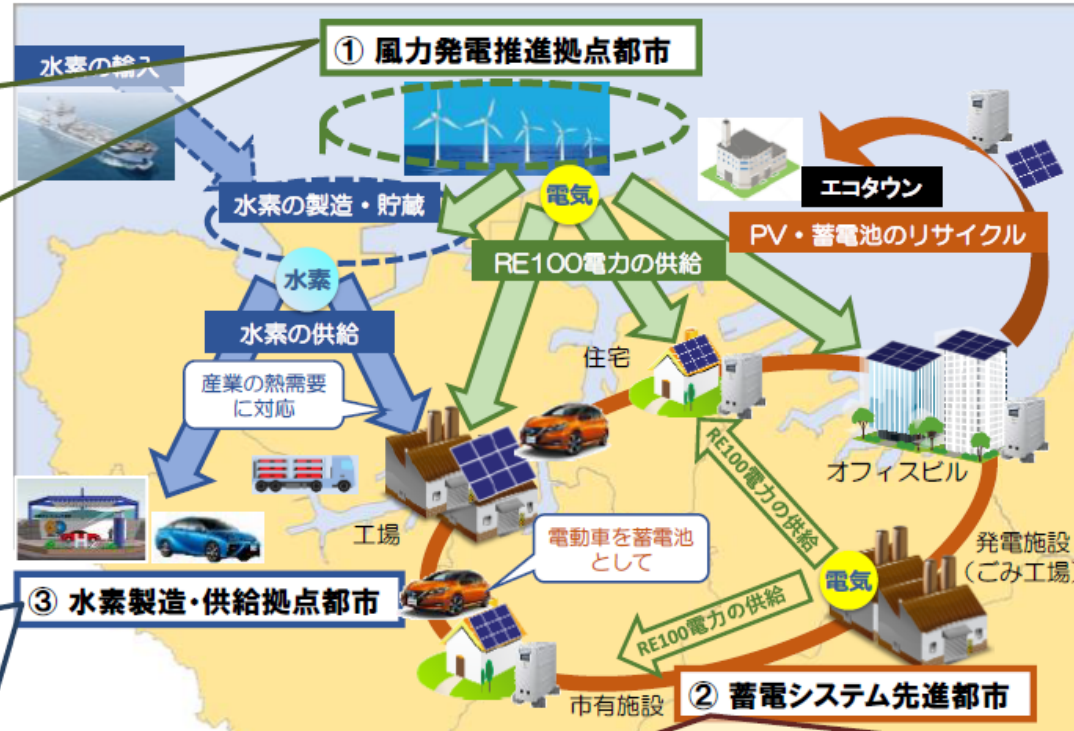 ① 風力発電推進拠点都市
水素の輸入
電気
水素の製造・貯蔵
エコタウン
PV・蓄電池のリサイクル
RE100電力の供給
水素
水素の供給
住宅
産業の熱需要
に対応
オフィスビル
RE100電力の供給
工場
電動車を蓄電池
として
発電施設
（ごみ工場）
電気
③ 水素製造・供給拠点都市
RE100電力の供給
市有施設
② 蓄電システム先進都市